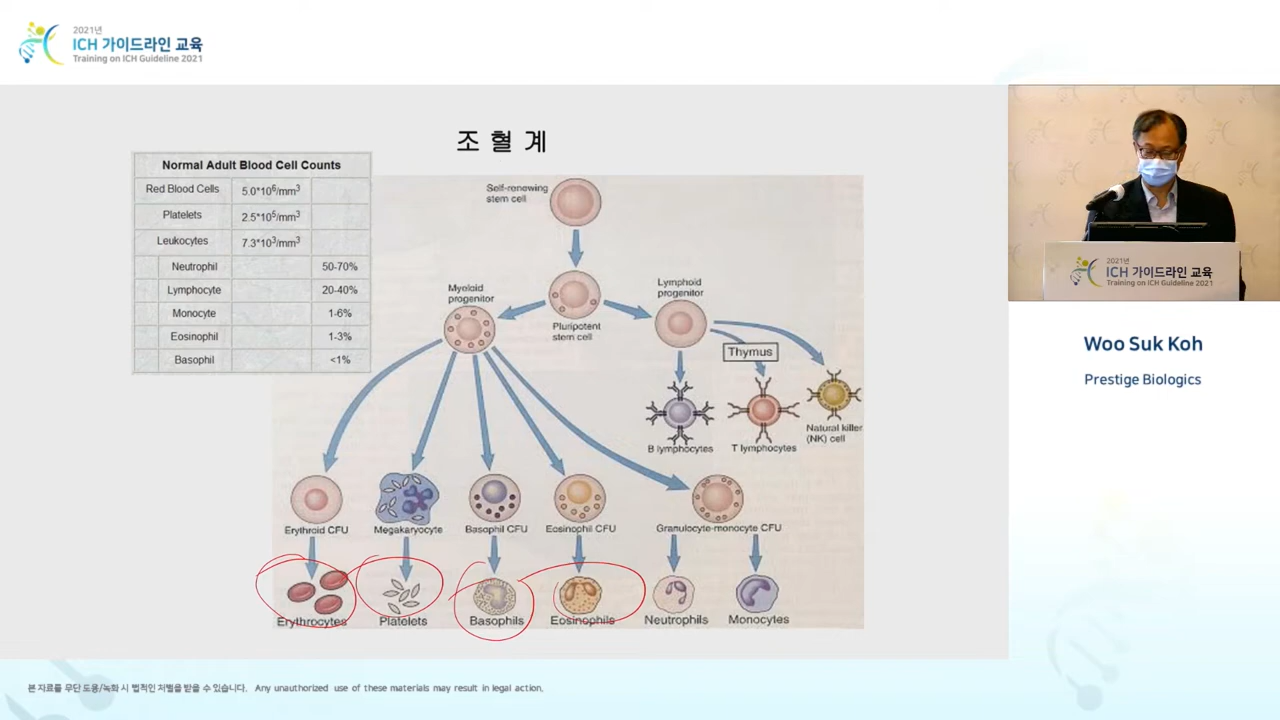 2021년
ICH 가이드라인 교육
Training on ICH Guideline 2021
조 혈 계
Normal Adult Blood Cell Counts
Red Blood Cells 5.0*10⁶/mm³
Platelets 2.5*10⁵/mm³
Leukocytes 7.3*10³/mm³
Neutrophil 50-70%
Lymphocyte 20-40%
Monocyte 1-6%
Eosinophil 1-3%
Basophil <1%
Self-renewing
stem cell
Myeloid
progenitor
Pluripotent
stem cell
Lymphoid
progenitor
Thymus
B lymphocytes
T lymphocytes
Natural killer
(NK) cell
Erythroid CFU
Megakaryocyte
Basophil CFU
Eosinophil CFU
Granulocyte-monocyte CFU
Erythrocytes
Platelets
Basophils
Eosinophils
Neutrophils
Monocytes
2021년
ICH 가이드라인 교육
Training on ICH Guideline 2021
Woo Suk Koh
Prestige Biologics
본 자료를 무단 도용/녹화 시 법적인 처벌을 받을 수 있습니다. Any unauthorized use of these materials may result in legal action.